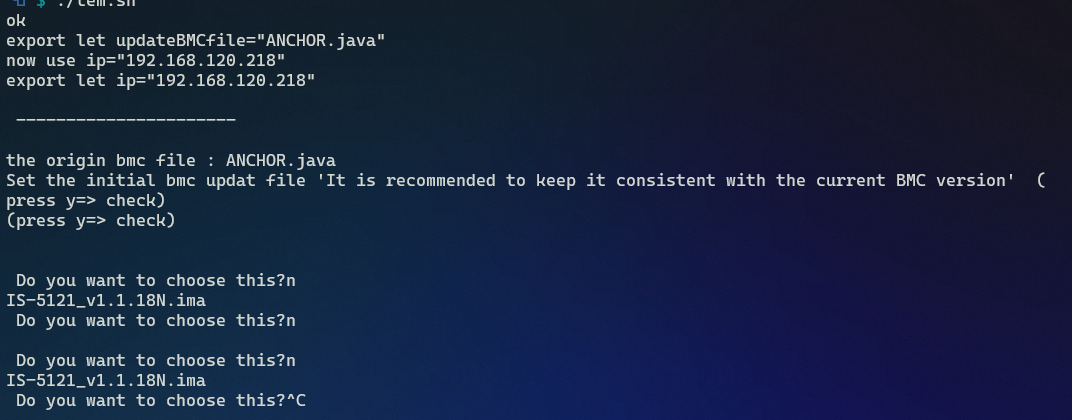 $ ./tem.sh
ok
export let updateBMCfile="ANCHOR.java"
now use ip="192.168.120.218"
export let ip="192.168.120.218"
----------------------
the origin bmc file : ANCHOR.java
Set the initial bmc updat file 'It is recommended to keep it consistent with the current BMC version'  (
press y=> check)
(press y=> check)
Do you want to choose this?n
IS-5121_v1.1.18N.ima
Do you want to choose this?n
Do you want to choose this?n
IS-5121_v1.1.18N.ima
Do you want to choose this?^C